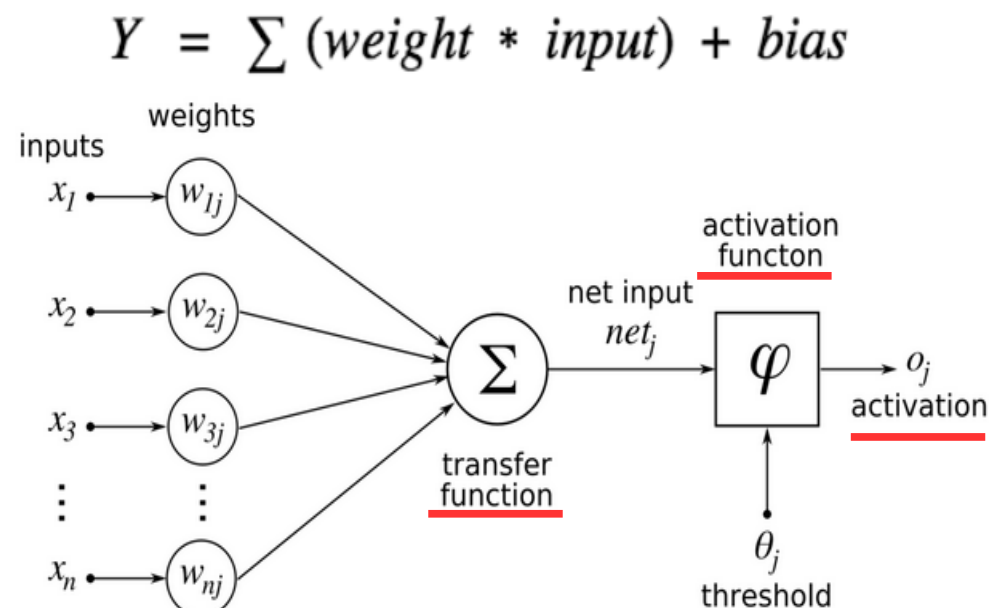 Y = ∑ (weight * input) + bias
weights
inputs
x1
w1j
activation
functon
x2
w2j
net input
netj
∑
φ
oj
activation
x3
w3j
transfer
function
⋮
⋮
θj
xn
wnj
threshold